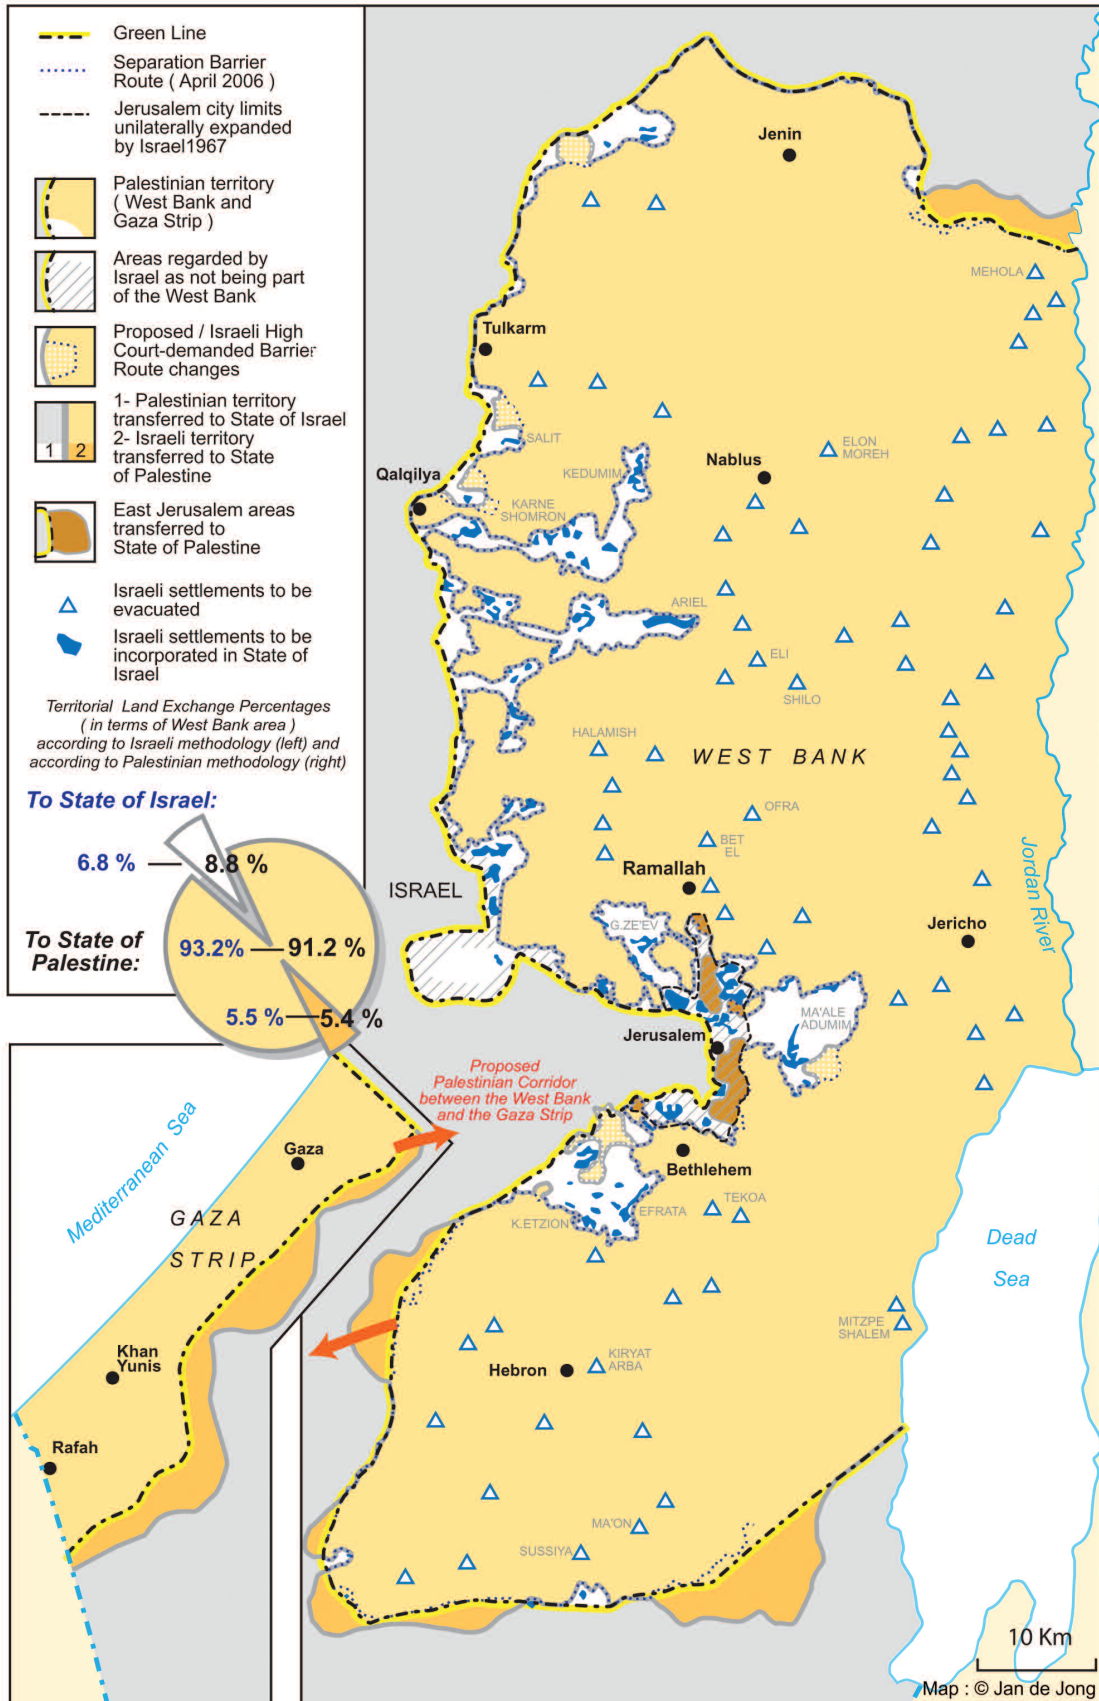 Green Line
Separation Barrier
Route ( April 2006 )
Jerusalem city limits
unilaterally expanded
by Israel1967
Palestinian territory
( West Bank and
Gaza Strip )
Areas regarded by
Israel as not being part
of the West Bank
Proposed / Israeli High
Court-demanded Barrier
Route changes
1- Palestinian territory
transferred to State of Israel
2- Israeli territory
transferred to State
of Palestine
1 2
East Jerusalem areas
transferred to
State of Palestine
Israeli settlements to be
evacuated
Israeli settlements to be
incorporated in State of
Israel
Territorial Land Exchange Percentages
( in terms of West Bank area )
according to Israeli methodology (left) and
according to Palestinian methodology (right)
To State of Israel:
6.8 %
8.8 %
To State of
Palestine:
93.2%
91.2 %
5.5 %
5.4 %
Jenin
MEHOLA
Tulkarm
SALIT
ELON
MOREH
Nablus
KEDUMIM
Qalqilya
KARNE
SHOMRON
ARIEL
ELI
SHILO
HALAMISH
WEST BANK
OFRA
BET
EL
Ramallah
ISRAEL
G.ZE'EV
Jericho
Jordan River
MA'ALE
ADUMIM
Jerusalem
Proposed
Palestinian Corridor
between the West Bank
and the Gaza Strip
Mediterranean Sea
Gaza
GAZA
STRIP
Bethlehem
TEKOA
EFRATA
K.ETZION
Dead
Sea
MITZPE
SHALEM
Khan
Yunis
KIRYAT
ARBA
Hebron
Rafah
MA'ON
SUSSIYA
10 Km
Map : © Jan de Jong